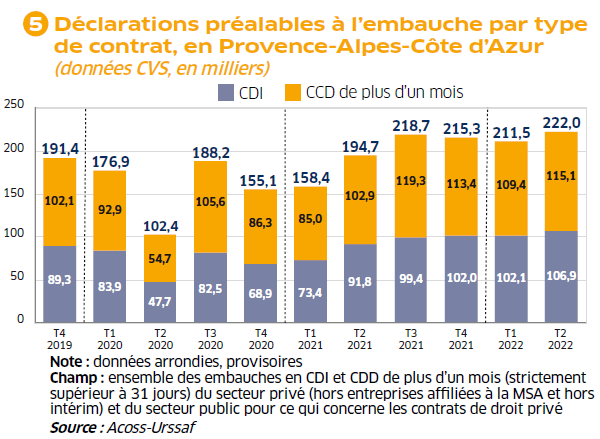 5 Déclarations préalables à l'embauche par type
de contrat, en Provence-Alpes-Côte d'Azur
(données CVS, en milliers)
CDI CCD de plus d'un mois
250
200
150
100
50
0
191,4 176,9 102,4 188,2 155,1 158,4 194,7 218,7 215,3 211,5 222,0
102,1 92,9 54,7 105,6 86,3 85,0 102,9 119,3 113,4 109,4 115,1
89,3 83,9 47,7 82,5 68,9 73,4 91,8 99,4 102,0 102,1 106,9
T4 T1 T2 T3 T4 T1 T2 T3 T4 T1 T2
2019 2020 2020 2020 2020 2021 2021 2021 2021 2022 2022
Note : données arrondies, provisoires
Champ : ensemble des embauches en CDI et CDD de plus d'un mois (strictement
supérieur à 31 jours) du secteur privé (hors entreprises affiliées à la MSA et hors
intérim) et du secteur public pour ce qui concerne les contrats de droit privé
Source : Acoss-Urssaf